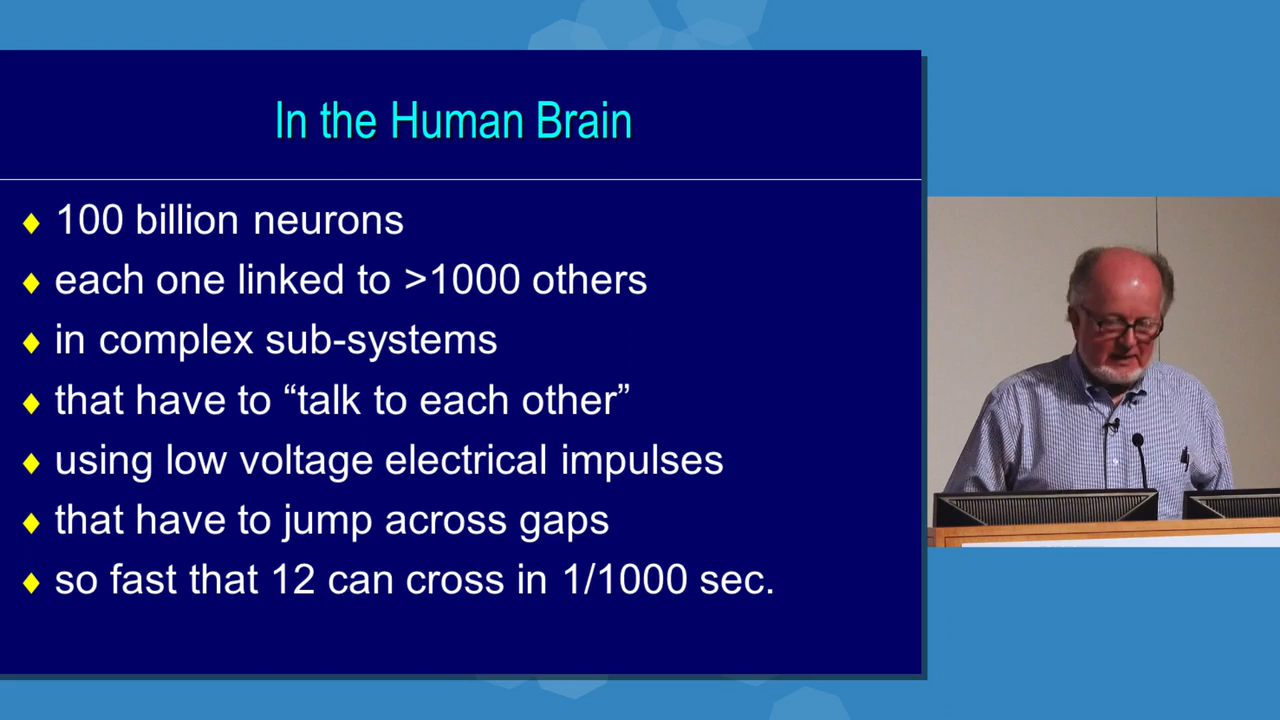 In the Human Brain
♦ 100 billion neurons
♦ each one linked to >1000 others
♦ in complex sub-systems
♦ that have to “talk to each other”
♦ using low voltage electrical impulses
♦ that have to jump across gaps
♦ so fast that 12 can cross in 1/1000 sec.